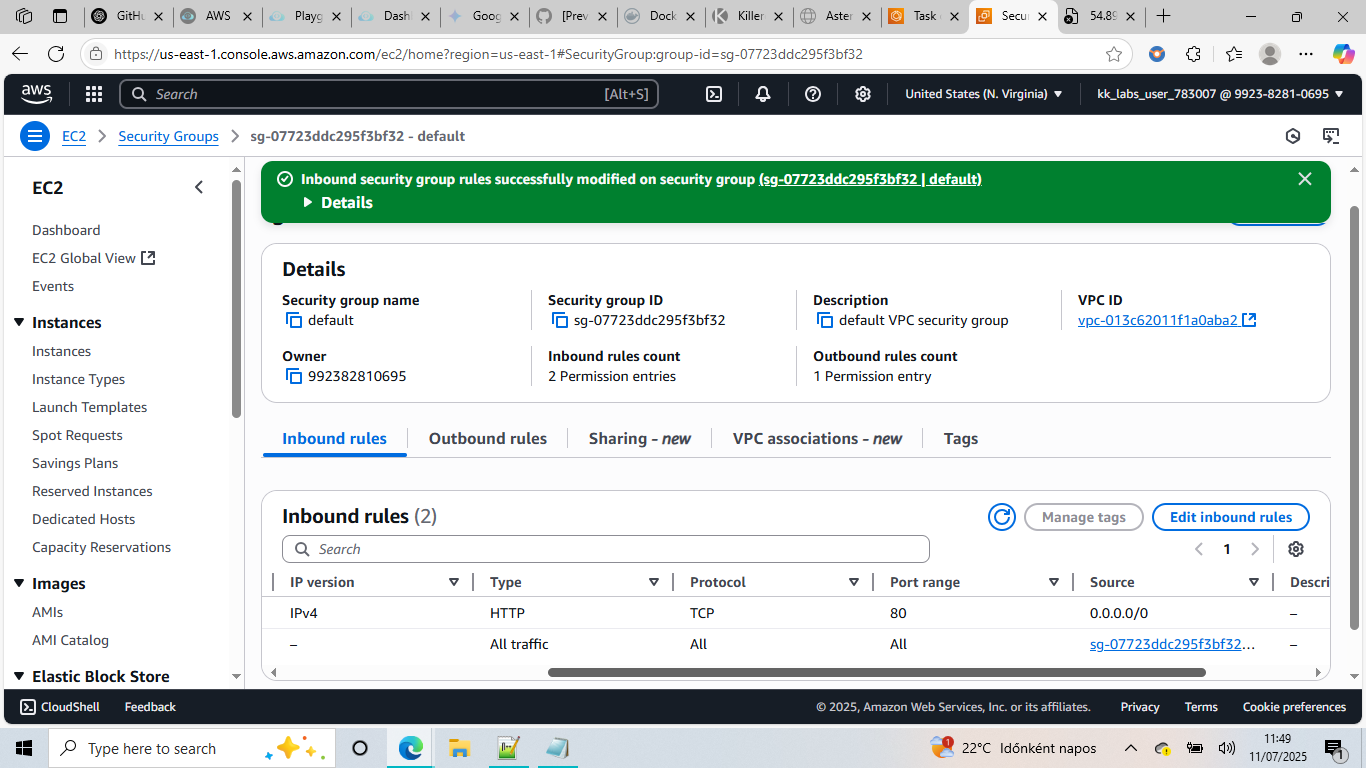 GitHu
AWS
Playg
Dash
Goog
[Prev
Dock
Killer
Aster
Task
Secu
54.89
https://us-east-1.console.aws.amazon.com/ec2/home?region=us-east-1#SecurityGroup:group-id=sg-07723ddc295f3bf32
aws
Search
[Alt+S]
United States (N. Virginia)
kk_labs_user_783007 @ 9923-8281-0695
EC2
Security Groups
sg-07723ddc295f3bf32 - default
EC2
Dashboard
EC2 Global View
Events
Instances
Instances
Instance Types
Launch Templates
Spot Requests
Savings Plans
Reserved Instances
Dedicated Hosts
Capacity Reservations
Images
AMIs
AMI Catalog
Elastic Block Store
Inbound security group rules successfully modified on security group (sg-07723ddc295f3bf32 | default)
Details
Details
Security group name
default
Security group ID
sg-07723ddc295f3bf32
Description
default VPC security group
VPC ID
vpc-013c62011f1a0aba2
Owner
992382810695
Inbound rules count
2 Permission entries
Outbound rules count
1 Permission entry
Inbound rules
Outbound rules
Sharing - new
VPC associations - new
Tags
Inbound rules (2)
Manage tags
Edit inbound rules
Search
1
IP version Type Protocol Port range Source Descri
IPv4 HTTP TCP 80 0.0.0.0/0 –
– All traffic All All sg-07723ddc295f3bf32… –
CloudShell
Feedback
© 2025, Amazon Web Services, Inc. or its affiliates.
Privacy
Terms
Cookie preferences
Type here to search
1
22°C Időnként napos
11:49
11/07/2025
1